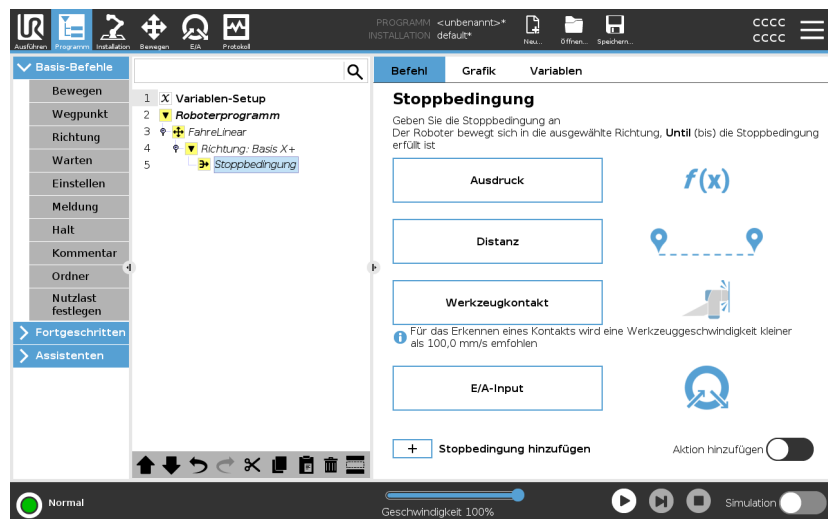 PROGRAMM <unbenannt>*
INSTALLATION default*
Ausführen Programm Installation Bewegen E/A Protokoll
Neu... Öffnen... Speichern...
cccc
cccc
Basis-Befehle
Bewegen
Wegpunkt
Richtung
Warten
Einstellen
Meldung
Halt
Kommentar
Ordner
Nutzlast
festlegen
Fortgeschritten
Assistenten
1 X Variablen-Setup
2 Roboterprogramm
3 FahreLinear
4 Richtung: Basis X+
5 Stoppbedingung
Befehl Grafik Variablen
Stoppbedingung
Geben Sie die Stoppbedingung an
Der Roboter bewegt sich in die ausgewählte Richtung, Until (bis) die Stoppbedingung
erfüllt ist
Ausdruck f(x)
Distanz
Werkzeugkontakt
Für das Erkennen eines Kontakts wird eine Werkzeuggeschwindigkeit kleiner
als 100,0 mm/s emfohlen
E/A-Input
+ Stopbedingung hinzufügen Aktion hinzufügen
Normal
Geschwindigkeit 100%
Simulation